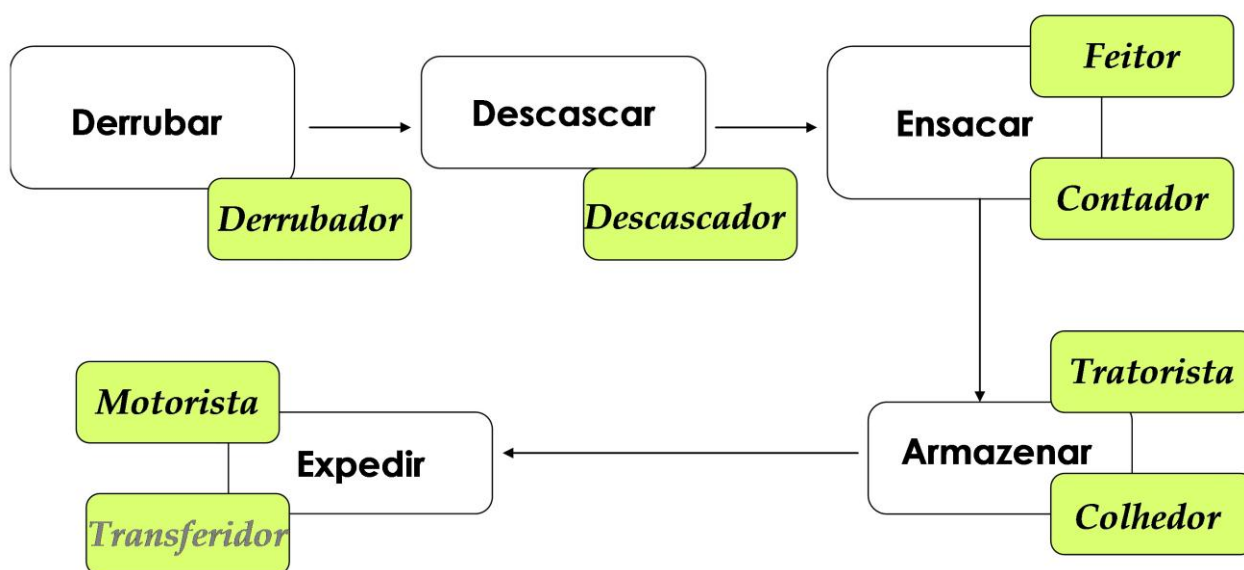 Derrubar
Derrubador
Descascar
Descascador
Ensacar
Feitor
Contador
Armazenar
Tratorista
Colhedor
Expedir
Motorista
Transferidor